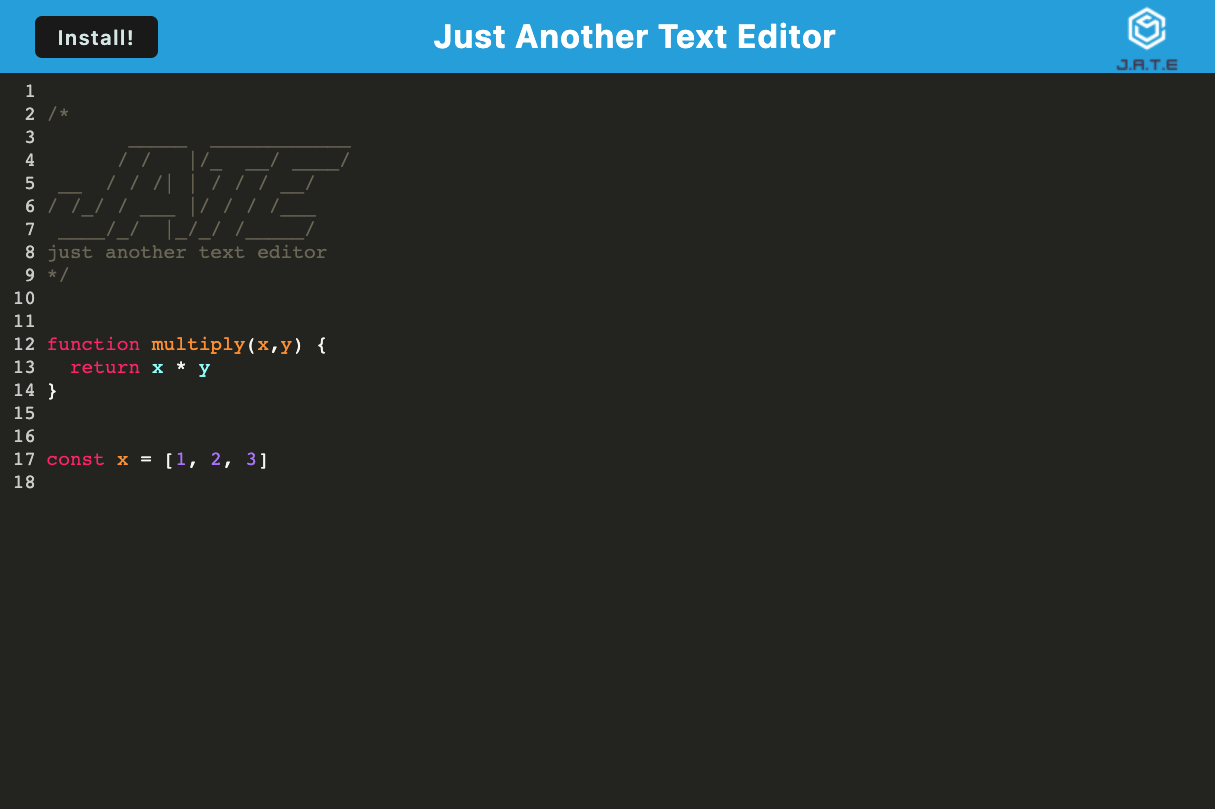 Install!
Just Another Text Editor
J.A.T.E
1
2 /*
3        _____  ____________
4       / /   |/_  __/ ____/
5  __  / / /| | / / / __/
6 / /_/ / ___ |/ / / /___
7  ____/_/  |_/_/ /_____/
8 just another text editor
9 */
10
11
12 function multiply(x,y) {
13   return x * y
14 }
15
16
17 const x = [1, 2, 3]
18